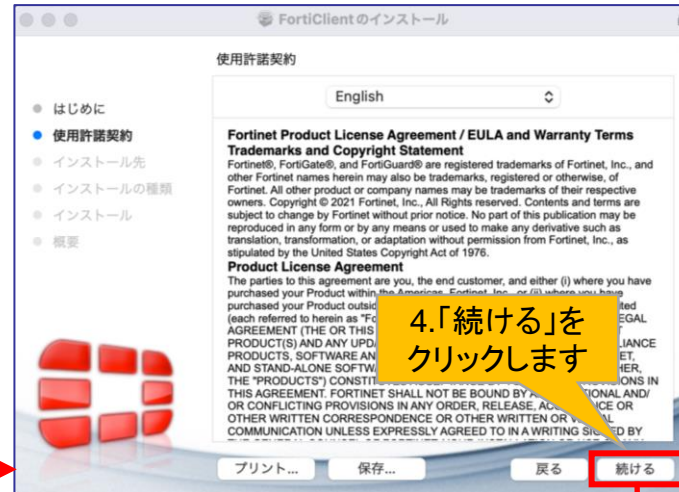 FortiClientのインストール
使用許諾契約
English
はじめに
使用許諾契約
インストール先
インストールの種類
インストール
概要
Fortinet Product License Agreement / EULA and Warranty Terms
Trademarks and Copyright Statement
Fortinet®, FortiGate®, and FortiGuard® are registered trademarks of Fortinet, Inc., and
other Fortinet names herein may also be trademarks, registered or otherwise, of
Fortinet. All other product or company names may be trademarks of their respective
owners. Copyright © 2021 Fortinet, Inc., All Rights reserved. Contents and terms are
subject to change by Fortinet without prior notice. No part of this publication may be
reproduced in any form or by any means or used to make any derivative such as
translation, transformation, or adaptation without permission from Fortinet, Inc., as
stipulated by the United States Copyright Act of 1976.
Product License Agreement
The parties to this agreement are you, the end customer, and either (i) where you have
purchased your Product within the Americas, Fortinet, Inc., or (ii) where you have
purchased your Product outside
(each referred to herein as EGAL
AGREEMENT (THE OR THIS
PRODUCT(S) AND ANY LIANCE
PRODUCTS, SOFTWARE
AND STAND-ALONE
THE "PRODUCTS") IN
THIS AGREEMENT. FORTINET SHALL NOT BE BOUND BY AND/
OR CONFLICTING PROVISIONS IN ANY ORDER, RELEASE, OR
OTHER WRITTEN CORRESPONDENCE OR OTHER WRITTEN OR
COMMUNICATION UNLESS EXPRESSLY AGREED TO IN A WRITING BY
4.「続ける」を
クリックします
プリント... 保存... 戻る 続ける